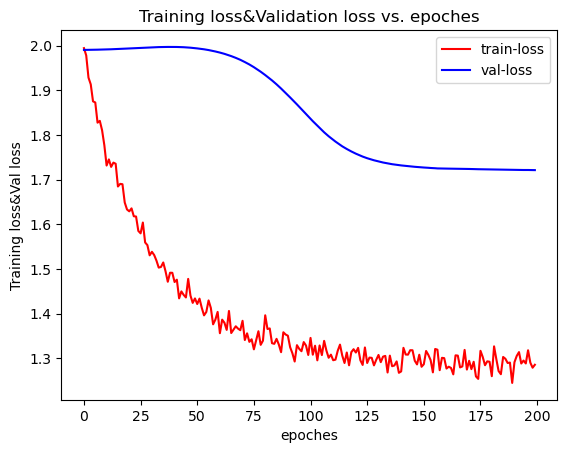 Training loss&Validation loss vs. epoches
train-loss
val-loss
Training loss&Val loss
2.0
1.9
1.8
1.7
1.6
1.5
1.4
1.3
0 25 50 75 100 125 150 175 200
epoches